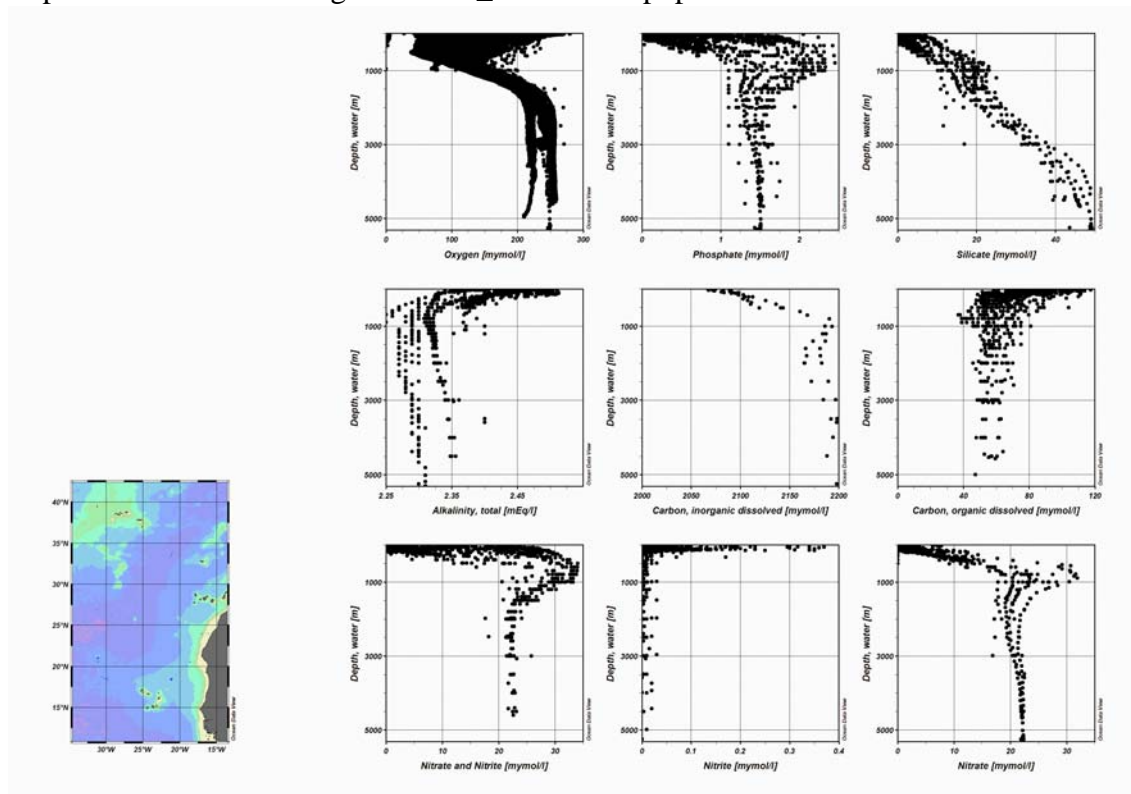 0
1000
3000
5000
Depth, water [m]
0
100
200
300
Oxygen [mymol/l]
Ocean Data View
1000
3000
5000
Depth, water [m]
0
1
2
Phosphate [mymol/l]
Ocean Data View
1000
3000
5000
Depth, water [m]
0
20
40
Silicate [mymol/l]
Ocean Data View
1000
3000
5000
Depth, water [m]
2.25
2.35
2.45
Alkalinity, total [mEq/l]
Ocean Data View
1000
3000
5000
Depth, water [m]
2000
2050
2100
2150
2200
Carbon, inorganic dissolved [mymol/l]
Ocean Data View
1000
3000
5000
Depth, water [m]
0
40
80
120
Carbon, organic dissolved [mymol/l]
Ocean Data View
40°N
35°N
30°N
25°N
20°N
15°N
30°W
25°W
20°W
15°W
Ocean Data View
1000
3000
5000
Depth, water [m]
0
10
20
30
Nitrate and Nitrite [mymol/l]
Ocean Data View
1000
3000
5000
Depth, water [m]
0
0.1
0.2
0.3
0.4
Nitrite [mymol/l]
Ocean Data View
1000
3000
5000
Depth, water [m]
0
10
20
30
Nitrate [mymol/l]
Ocean Data View